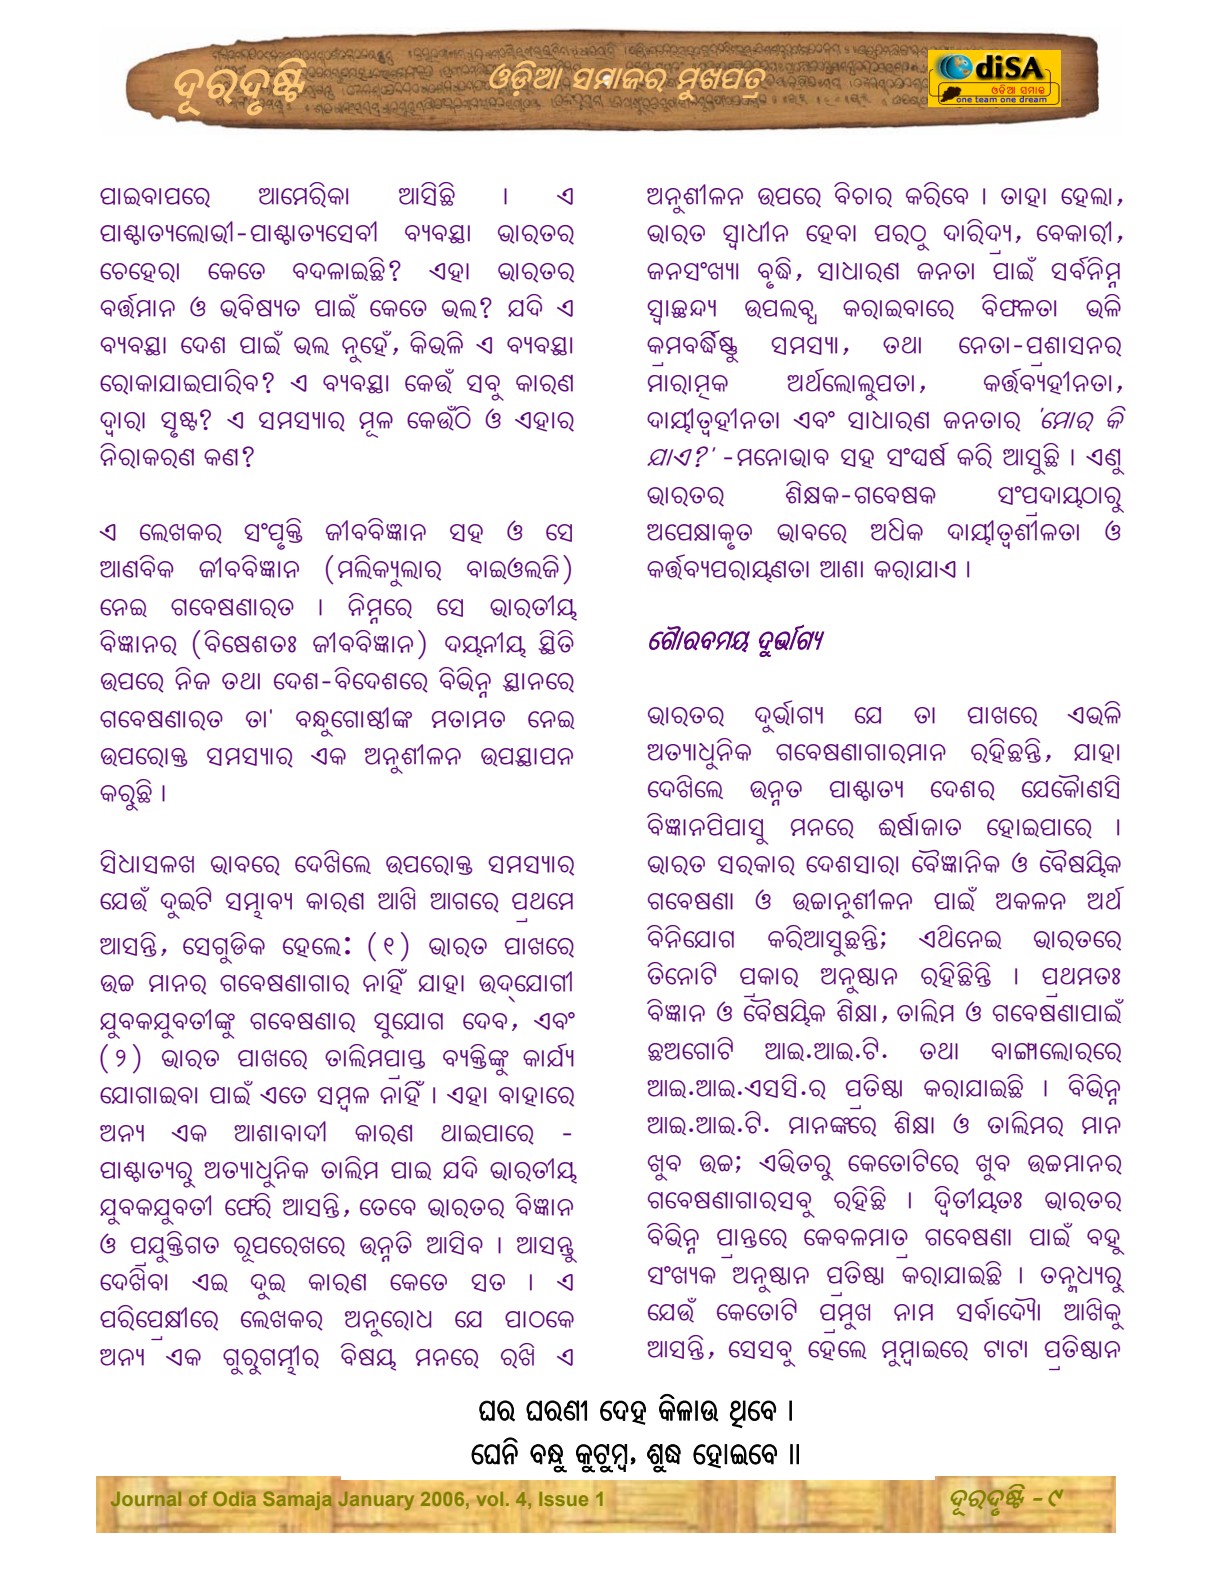 ଦୂରଦୃଷ୍ଟି
ଓଡ଼ିଆ ସମାଜର ମୁଖପତ୍ର
OdiSA
ଓଡିଆ ସମାଜ
one team one dream
ପାଇବାପରେ ଆମେରିକା ଆସିଛି । ଏ
ପାଶ୍ଚାତ୍ୟଲୋଭୀ-ପାଶ୍ଚାତ୍ୟସେବୀ ବ୍ୟବସ୍ଥା ଭାରତର
ଚେହେରା କେତେ ବଦଳାଇଛି? ଏହା ଭାରତର
ବର୍ତ୍ତମାନ ଓ ଭବିଷ୍ୟତ ପାଇଁ କେତେ ଭଲ? ଯଦି ଏ
ବ୍ୟବସ୍ଥା ଦେଶ ପାଇଁ ଭଲ ନୁହେଁ, କିଭଳି ଏ ବ୍ୟବସ୍ଥା
ରୋକାଯାଇପାରିବ? ଏ ବ୍ୟବସ୍ଥା କେଉଁ ସବୁ କାରଣ
ଦ୍ୱାରା ସୃଷ୍ଟ? ଏ ସମସ୍ୟାର ମୂଳ କେଉଁଠି ଓ ଏହାର
ନିରାକରଣ କଣ?
ଏ ଲେଖକର ସଂପୃକ୍ତି ଜୀବବିଜ୍ଞାନ ସହ ଓ ସେ
ଆଣବିକ ଜୀବବିଜ୍ଞାନ (ମଲିକ୍ୟୁଲାର ବାଇଓଲଜି)
ନେଇ ଗବେଷଣାରତ । ନିମ୍ନରେ ସେ ଭାରତୀୟ
ବିଜ୍ଞାନର (ବିଷେଶତଃ ଜୀବବିଜ୍ଞାନ) ଦୟନୀୟ ସ୍ଥିତି
ଉପରେ ନିଜ ତଥା ଦେଶ-ବିଦେଶରେ ବିଭିନ୍ନ ସ୍ଥାନରେ
ଗବେଷଣାରତ ତା' ବନ୍ଧୁଗୋଷ୍ଠୀଙ୍କ ମତାମତ ନେଇ
ଉପରୋକ୍ତ ସମସ୍ୟାର ଏକ ଅନୁଶୀଳନ ଉପସ୍ଥାପନ
କରୁଛି ।
ସିଧାସଳଖ ଭାବରେ ଦେଖିଲେ ଉପରୋକ୍ତ ସମସ୍ୟାର
ଯେଉଁ ଦୁଇଟି ସମ୍ଭାବ୍ୟ କାରଣ ଆଖି ଆଗରେ ପ୍ରଥମେ
ଆସନ୍ତି, ସେଗୁଡିକ ହେଲେ: (୧) ଭାରତ ପାଖରେ
ଉଚ୍ଚ ମାନର ଗବେଷଣାଗାର ନାହିଁ ଯାହା ଉଦ୍‌ଯୋଗୀ
ଯୁବକଯୁବତୀଙ୍କୁ ଗବେଷଣାର ସୁଯୋଗ ଦେବ, ଏବଂ
(୨) ଭାରତ ପାଖରେ ତାଲିମପ୍ରାପ୍ତ ବ୍ୟକ୍ତିଙ୍କୁ କାର୍ଯ୍ୟ
ଯୋଗାଇବା ପାଇଁ ଏତେ ସମ୍ବଳ ନାହିଁ । ଏହା ବାହାରେ
ଅନ୍ୟ ଏକ ଆଶାବାଦୀ କାରଣ ଥାଇପାରେ -
ପାଶ୍ଚାତ୍ୟରୁ ଅତ୍ୟାଧୁନିକ ତାଲିମ ପାଇ ଯଦି ଭାରତୀୟ
ଯୁବକଯୁବତୀ ଫେରି ଆସନ୍ତି, ତେବେ ଭାରତର ବିଜ୍ଞାନ
ଓ ପ୍ରଯୁକ୍ତିଗତ ରୂପରେଖରେ ଉନ୍ନତି ଆସିବ । ଆସନ୍ତୁ
ଦେଖିବା ଏଇ ଦୁଇ କାରଣ କେତେ ସତ । ଏ
ପରିପ୍ରେକ୍ଷୀରେ ଲେଖକର ଅନୁରୋଧ ଯେ ପାଠକେ
ଅନ୍ୟ ଏକ ଗୁରୁଗମ୍ଭୀର ବିଷୟ ମନରେ ରଖି ଏ
ଅନୁଶୀଳନ ଉପରେ ବିଚାର କରିବେ । ତାହା ହେଲା,
ଭାରତ ସ୍ୱାଧୀନ ହେବା ପରଠୁ ଦାରିଦ୍ର୍ୟ, ବେକାରୀ,
ଜନସଂଖ୍ୟା ବୃଦ୍ଧି, ସାଧାରଣ ଜନତା ପାଇଁ ସର୍ବନିମ୍ନ
ସ୍ୱାଛନ୍ଦ୍ୟ ଉପଲବ୍ଧ କରାଇବାରେ ବିଫଳତା ଭଳି
କ୍ରମବର୍ଦ୍ଧିଷ୍ଣୁ ସମସ୍ୟା, ତଥା ନେତା-ପ୍ରଶାସନର
ମାରାତ୍ମକ ଅର୍ଥଲୋଲୁପତା, କର୍ତ୍ତବ୍ୟହୀନତା,
ଦାୟୀତ୍ୱହୀନତା ଏବଂ ସାଧାରଣ ଜନତାର 'ମୋର କି
ଯାଏ?' -ମନୋଭାବ ସହ ସଂଘର୍ଷ କରି ଆସୁଛି । ଏଣୁ
ଭାରତର ଶିକ୍ଷକ-ଗବେଷକ ସଂପ୍ରଦାୟଠାରୁ
ଅପେକ୍ଷାକୃତ ଭାବରେ ଅଧିକ ଦାୟୀତ୍ୱଶୀଳତା ଓ
କର୍ତ୍ତବ୍ୟପରାୟଣତା ଆଶା କରାଯାଏ ।
ଗୌରବମୟ ଦୁର୍ଭାଗ୍ୟ
ଭାରତର ଦୁର୍ଭାଗ୍ୟ ଯେ ତା ପାଖରେ ଏଭଳି
ଅତ୍ୟାଧୁନିକ ଗବେଷଣାଗାରମାନ ରହିଛନ୍ତି, ଯାହା
ଦେଖିଲେ ଉନ୍ନତ ପାଶ୍ଚାତ୍ୟ ଦେଶର ଯେକୌଣସି
ବିଜ୍ଞାନପିପାସୁ ମନରେ ଈର୍ଷାଜାତ ହୋଇପାରେ ।
ଭାରତ ସରକାର ଦେଶସାରା ବୈଜ୍ଞାନିକ ଓ ବୈଷୟିକ
ଗବେଷଣା ଓ ଉଚ୍ଚାନୁଶୀଳନ ପାଇଁ ଅକଳନ ଅର୍ଥ
ବିନିଯୋଗ କରିଆସୁଛନ୍ତି; ଏଥିନେଇ ଭାରତରେ
ତିନୋଟି ପ୍ରକାର ଅନୁଷ୍ଠାନ ରହିଛିନ୍ତି । ପ୍ରଥମତଃ
ବିଜ୍ଞାନ ଓ ବୈଷୟିକ ଶିକ୍ଷା, ତାଲିମ ଓ ଗବେଷଣାପାଇଁ
ଛଅଗୋଟି ଆଇ.ଆଇ.ଟି. ତଥା ବାଙ୍ଗାଲୋରରେ
ଆଇ.ଆଇ.ଏସସି.ର ପ୍ରତିଷ୍ଠା କରାଯାଇଛି । ବିଭିନ୍ନ
ଆଇ.ଆଇ.ଟି. ମାନଙ୍କରେ ଶିକ୍ଷା ଓ ତାଲିମର ମାନ
ଖୁବ ଉଚ୍ଚ; ଏଭିତରୁ କେତୋଟିରେ ଖୁବ ଉଚ୍ଚମାନର
ଗବେଷଣାଗାରସବୁ ରହିଛି । ଦ୍ୱିତୀୟତଃ ଭାରତର
ବିଭିନ୍ନ ପ୍ରାନ୍ତରେ କେବଳମାତ୍ର ଗବେଷଣା ପାଇଁ ବହୁ
ସଂଖ୍ୟକ ଅନୁଷ୍ଠାନ ପ୍ରତିଷ୍ଠା କରାଯାଇଛି । ତନ୍ମଧ୍ୟରୁ
ଯେଉଁ କେତୋଟି ପ୍ରମୁଖ ନାମ ସର୍ବାଦ୍ୟୌ ଆଖିକୁ
ଆସନ୍ତି, ସେସବୁ ହେଲେ ମୁମ୍ବାଇରେ ଟାଟା ପ୍ରତିଷ୍ଠାନ
ଘର ଘରଣୀ ଦେହ କିଳାଉ ଥିବେ ।
ଘେନି ବନ୍ଧୁ କୁଟୁମ୍ବ, ଶୁଦ୍ଧ ହୋଇବେ ॥
Journal of Odia Samaja January 2006, vol. 4, Issue 1
ଦୂରଦୃଷ୍ଟି - ୯